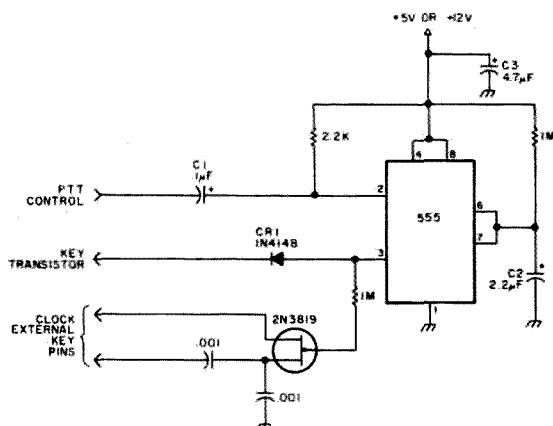 +5V OR +12V
C3
4.7µF
+
2.2K
1M
C1
.1µF
+
4
8
PTT
CONTROL
2
6
555
7
CR1
1N4148
KEY
TRANSISTOR
3
C2
2.2µF
+
1M
1
CLOCK
EXTERNAL
KEY
PINS
2N3819
.001
.001